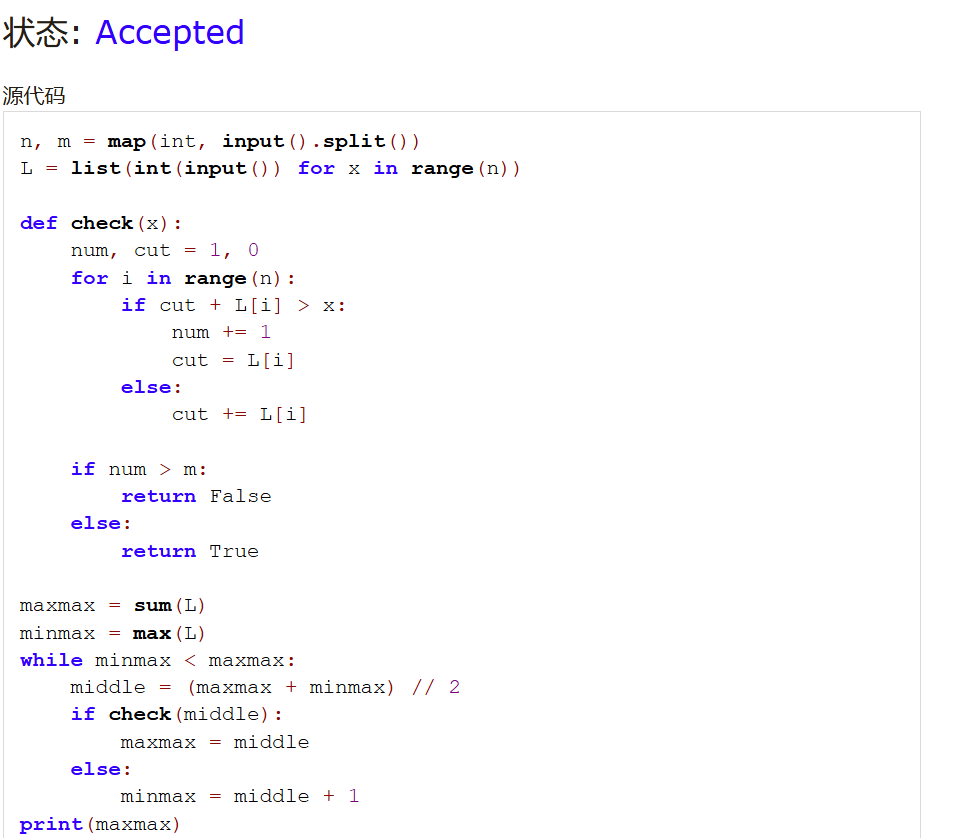 状态: Accepted
源代码
n, m = map(int, input().split())
L = list(int(input()) for x in range(n))
def check(x):
    num, cut = 1, 0
    for i in range(n):
        if cut + L[i] > x:
            num += 1
            cut = L[i]
        else:
            cut += L[i]
    if num > m:
        return False
    else:
        return True
maxmax = sum(L)
minmax = max(L)
while minmax < maxmax:
    middle = (maxmax + minmax) // 2
    if check(middle):
        maxmax = middle
    else:
        minmax = middle + 1
print(maxmax)